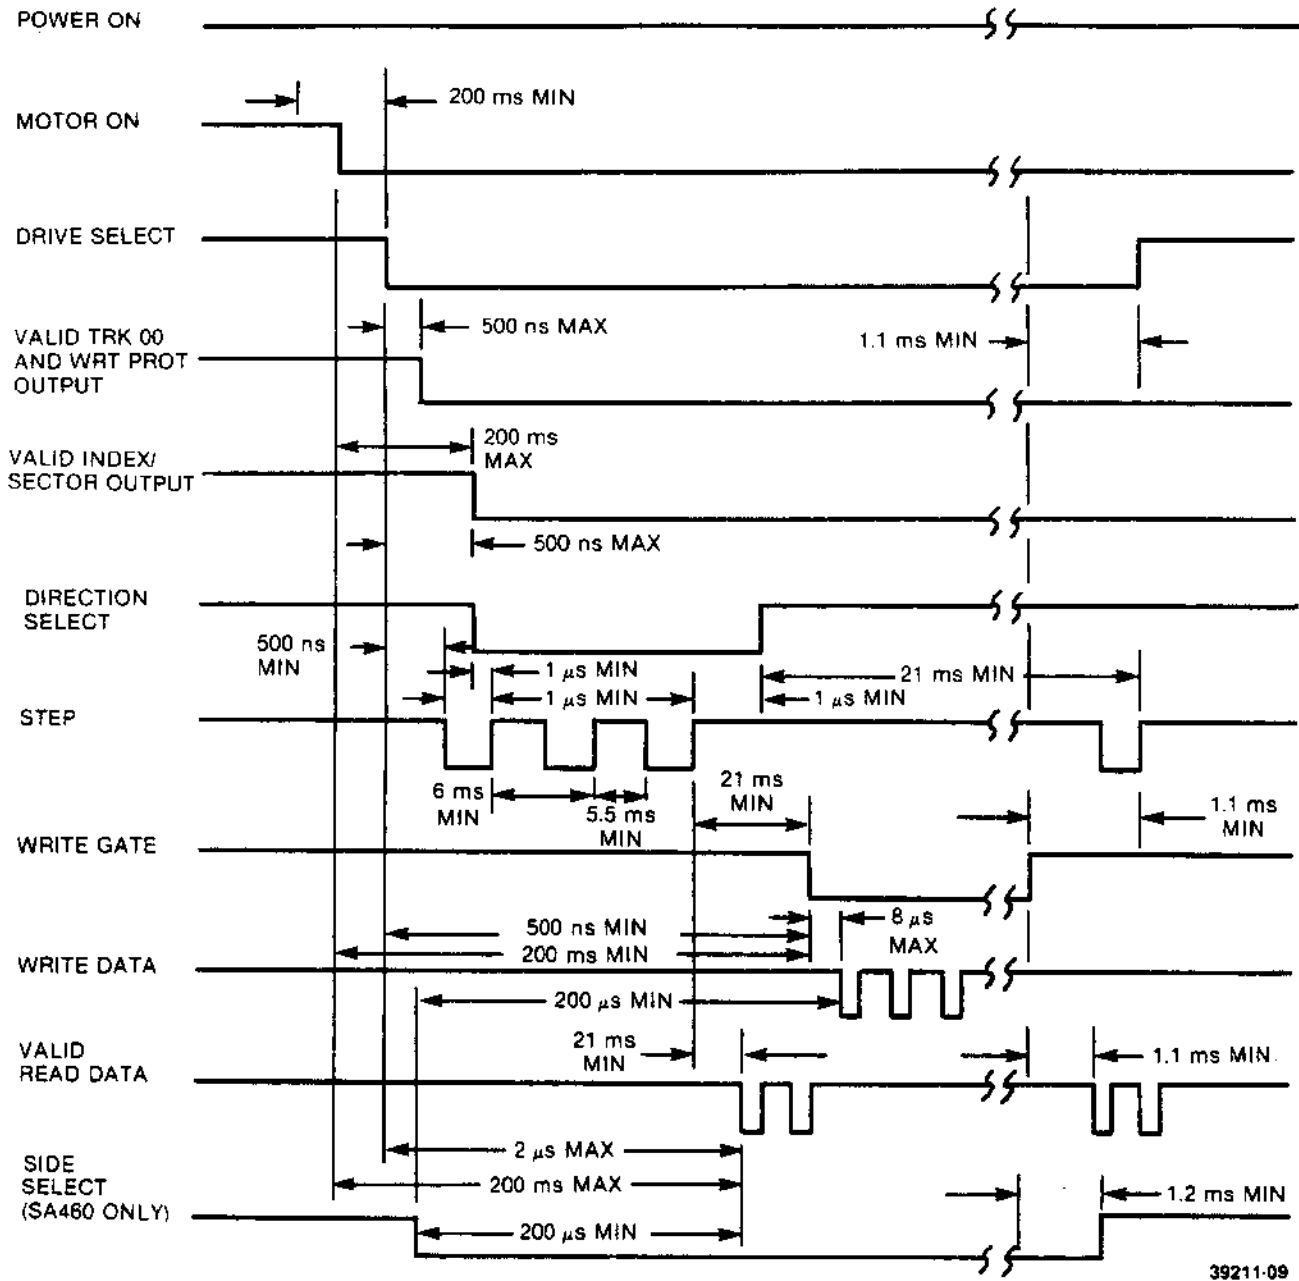 POWER ON
200 ms MIN
MOTOR ON
DRIVE SELECT
500 ns MAX
1.1 ms MIN
VALID TRK 00
AND WRT PROT
OUTPUT
200 ms
MAX
VALID INDEX/
SECTOR OUTPUT
500 ns MAX
DIRECTION
SELECT
500 ns
MIN
1 μs MIN
21 ms MIN
1 μs MIN
1 μs MIN
STEP
6 ms
MIN
5.5 ms
MIN
21 ms
MIN
1.1 ms
MIN
WRITE GATE
8 μs
MAX
500 ns MIN
200 ms MIN
WRITE DATA
200 μs MIN
21 ms
MIN
1.1 ms MIN
VALID
READ DATA
2 μs MAX
200 ms MAX
1.2 ms MIN
SIDE
SELECT
(SA460 ONLY)
200 μs MIN
39211-09